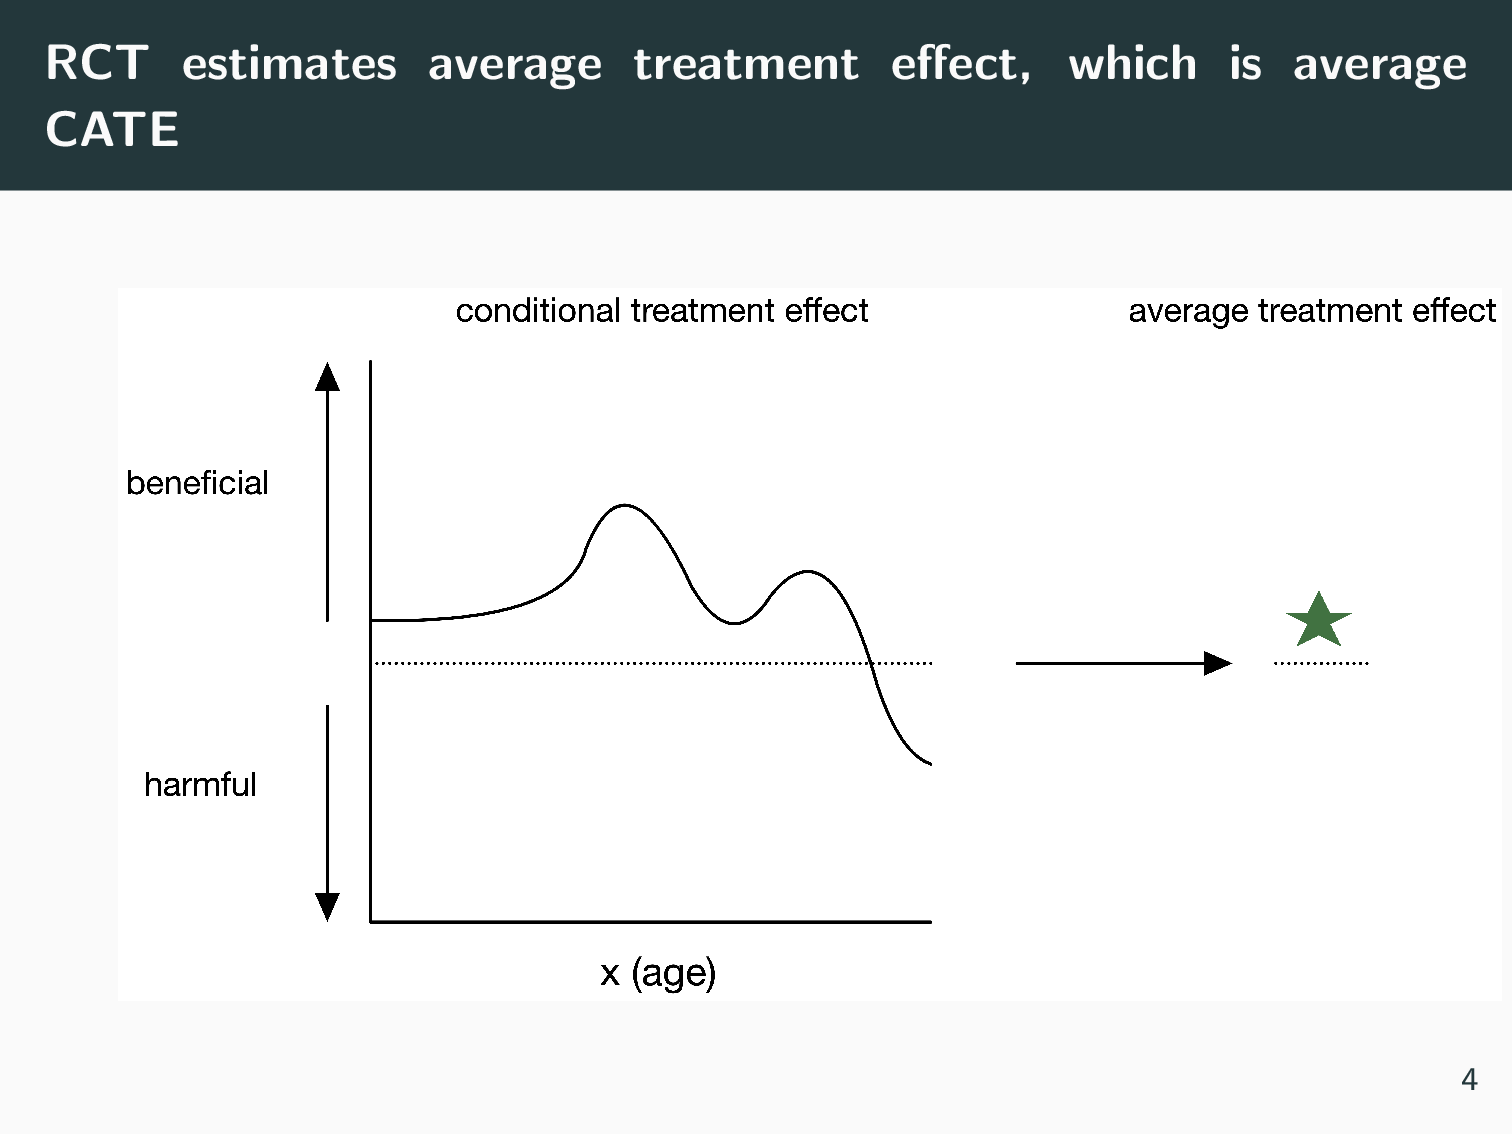 RCT estimates average treatment effect, which is average
CATE
conditional treatment effect
average treatment effect
beneficial
harmful
x (age)
4